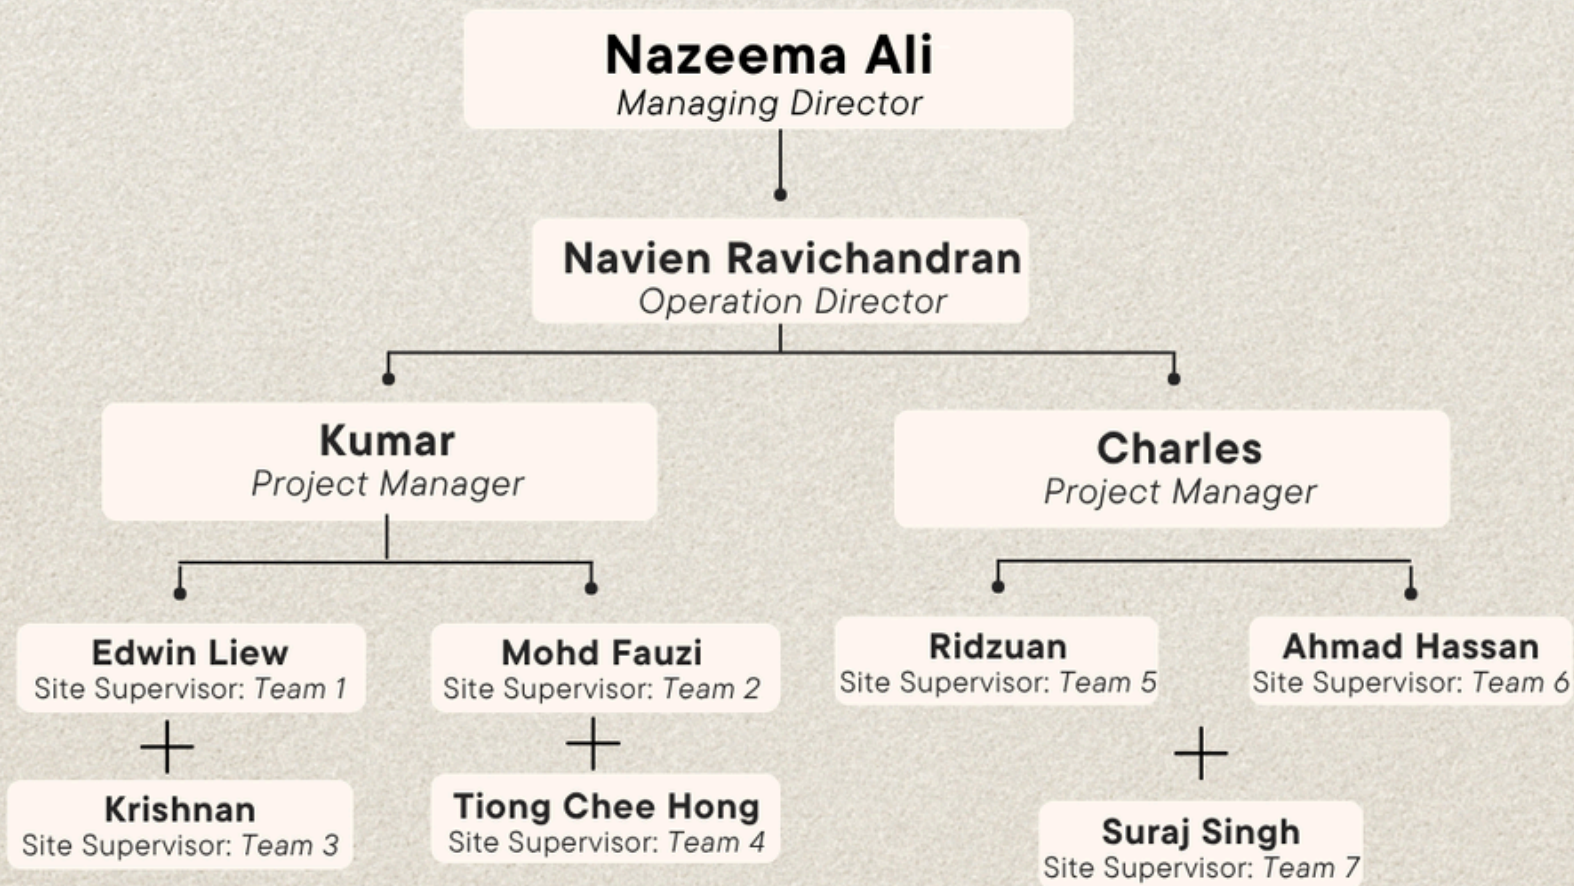 Nazeema Ali
Managing Director
Navien Ravichandran
Operation Director
Kumar
Project Manager
Charles
Project Manager
Edwin Liew
Site Supervisor: Team 1
Mohd Fauzi
Site Supervisor: Team 2
Ridzuan
Site Supervisor: Team 5
Ahmad Hassan
Site Supervisor: Team 6
Krishnan
Site Supervisor: Team 3
Tiong Chee Hong
Site Supervisor: Team 4
Suraj Singh
Site Supervisor: Team 7